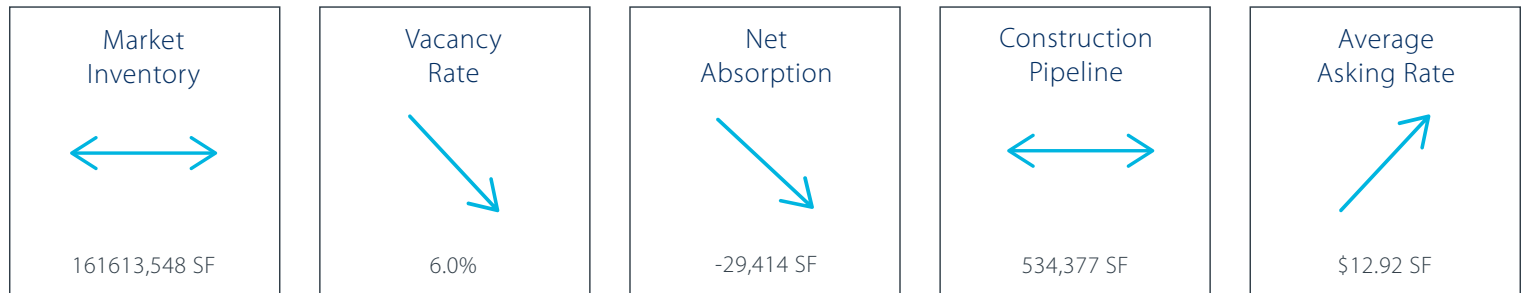 Market
Inventory
161613,548 SF
Vacancy
Rate
6.0%
Net
Absorption
-29,414 SF
Construction
Pipeline
534,377 SF
Average
Asking Rate
$12.92 SF